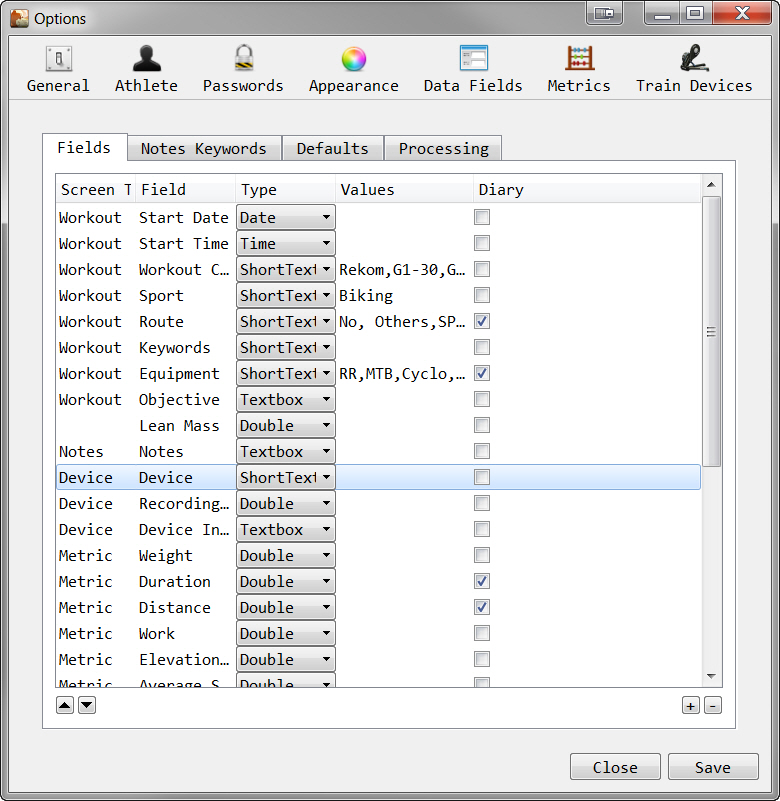 Options
General Athlete Passwords Appearance Data Fields Metrics Train Devices
Fields Notes Keywords Defaults Processing
Screen T Field Type Values Diary
Workout Start Date Date
Workout Start Time Time
Workout Workout C... ShortText Rekom,G1-30,G...
Workout Sport ShortText Biking
Workout Route ShortText No, Others,SP...
Workout Keywords ShortText
Workout Equipment ShortText RR,MTB,Cyclo,...
Workout Objective Textbox
Lean Mass Double
Notes Notes Textbox
Device Device ShortText
Device Recording... Double
Device Device In... Textbox
Metric Weight Double
Metric Duration Double
Metric Distance Double
Metric Work Double
Metric Elevation... Double
Metric Average S... Double
+ -
Close Save